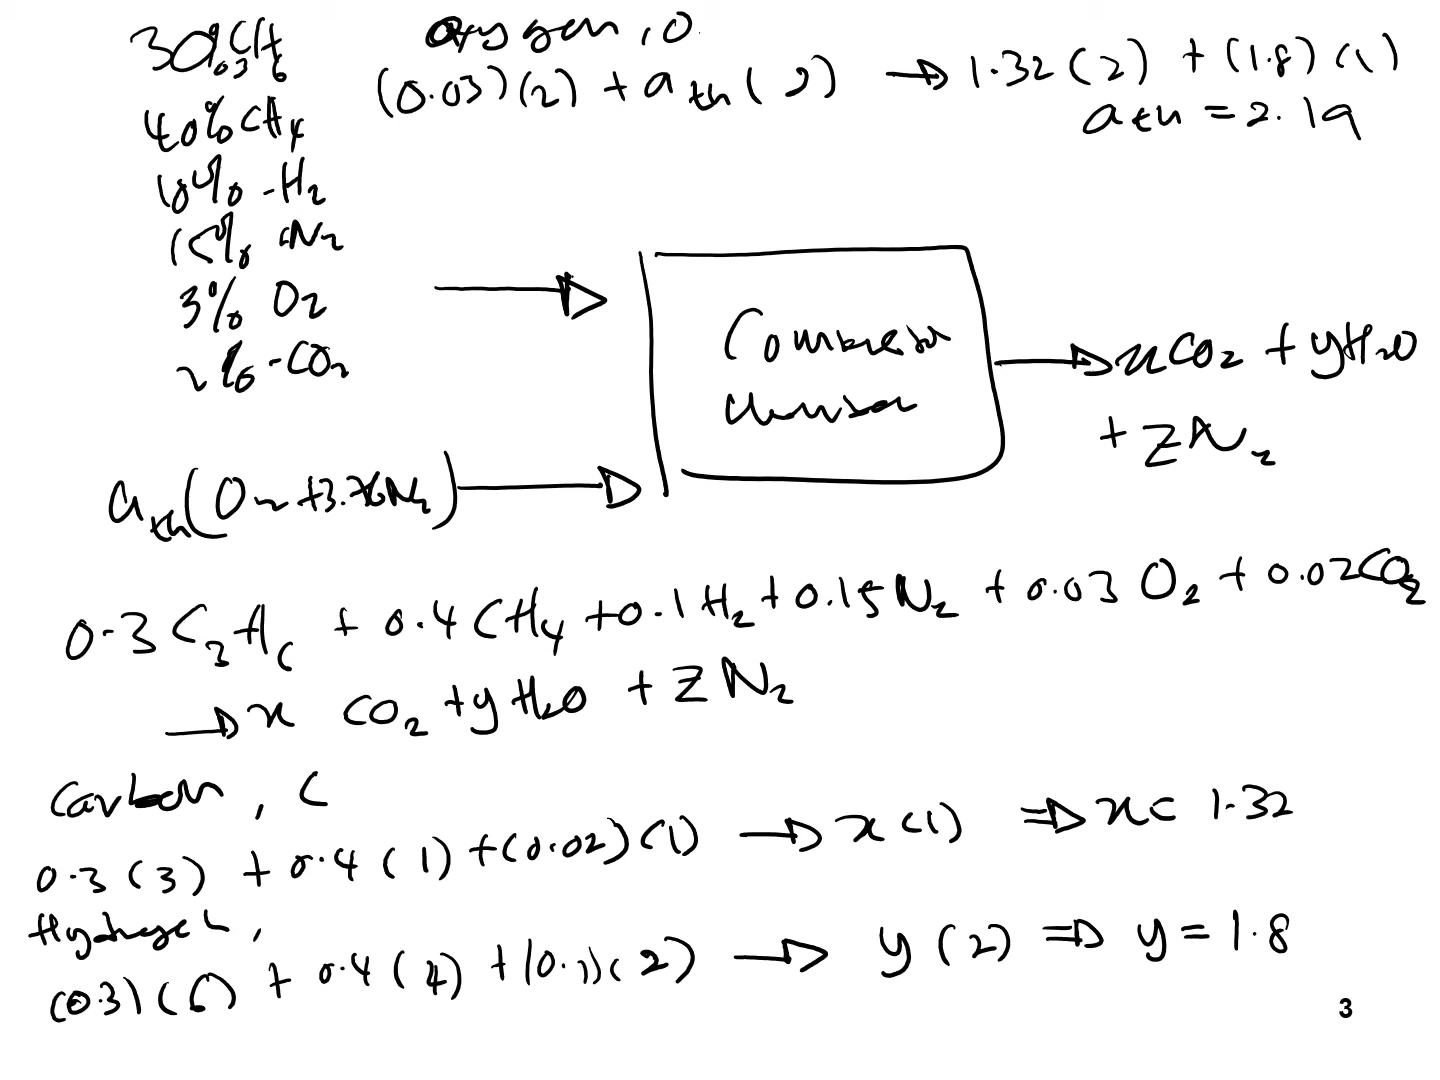 30% C3H6
oxygen, O
(0.03)(2) + ath(2) → 1.32(2) + (1.8)(1)
ath = 2.19
40% CH4
10% - H2
15% N2
3% O2
2% - CO2
Combustion
chamber
xCO2 + yH2O
+ ZN2
ath(O2 + 3.76N2)
0.3 C3H6 + 0.4 CH4 + 0.1 H2 + 0.15 N2 + 0.03 O2 + 0.02 CO2
→ x CO2 + y H2O + Z N2
Carbon, C
0.3(3) + 0.4(1) + (0.02)(1) → x(1) ⇒ x = 1.32
Hydrogen,
(0.3)(6) + 0.4(4) + (0.1)(2) → y(2) ⇒ y = 1.8
3